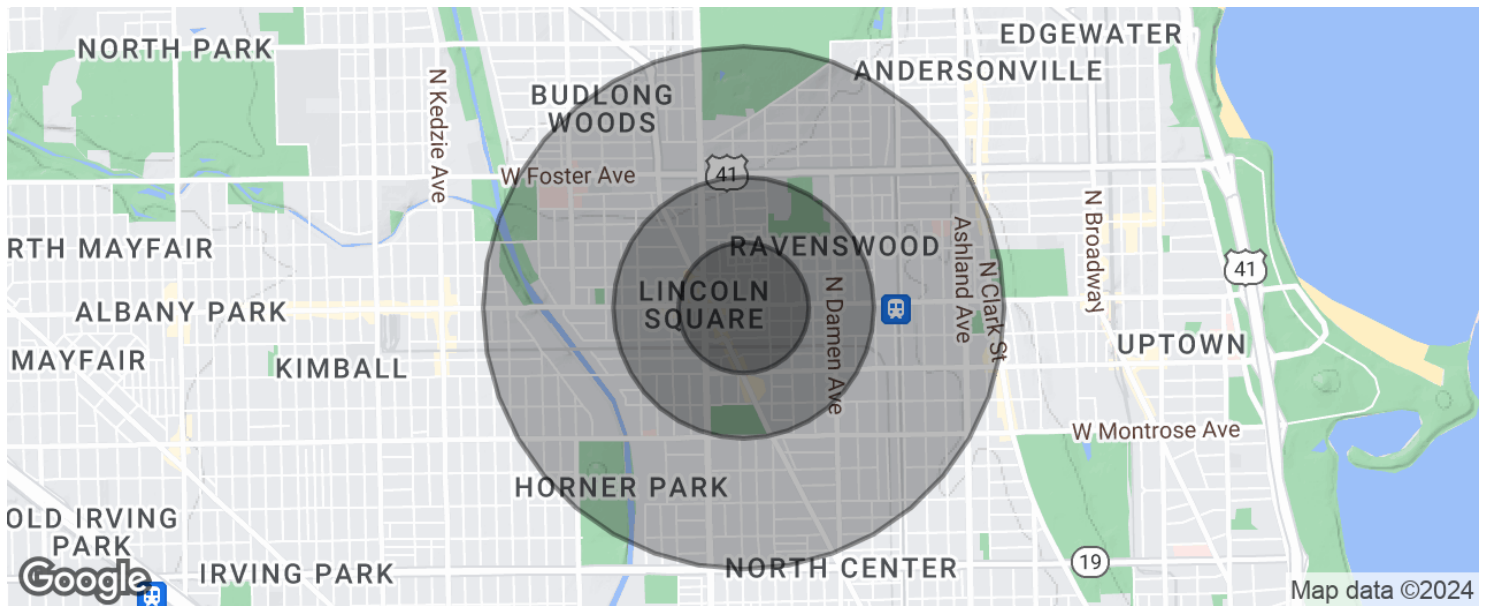 EDGEWATER
NORTH PARK
ANDERSONVILLE
N Kedzie Ave
BUDLONG
WOODS
41
W Foster Ave
N Broadway
RTH MAYFAIR
RAVENSWOOD
Ashland Ave
N Clark St
41
LINCOLN
SQUARE
N Damen Ave
ALBANY PARK
UPTOWN
MAYFAIR
KIMBALL
W Montrose Ave
HORNER PARK
OLD IRVING
PARK
19
NORTH CENTER
IRVING PARK
Google
Map data ©2024